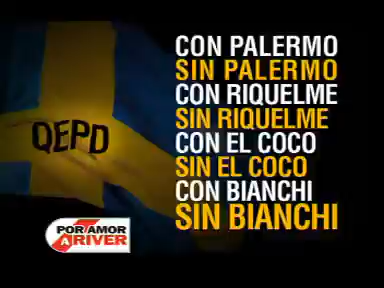 CON PALERMO
SIN PALERMO
CON RIQUELME
SIN RIQUELME
CON EL COCO
SIN EL COCO
CON BIANCHI
SIN BIANCHI
QEPD
POR AMOR
A RIVER